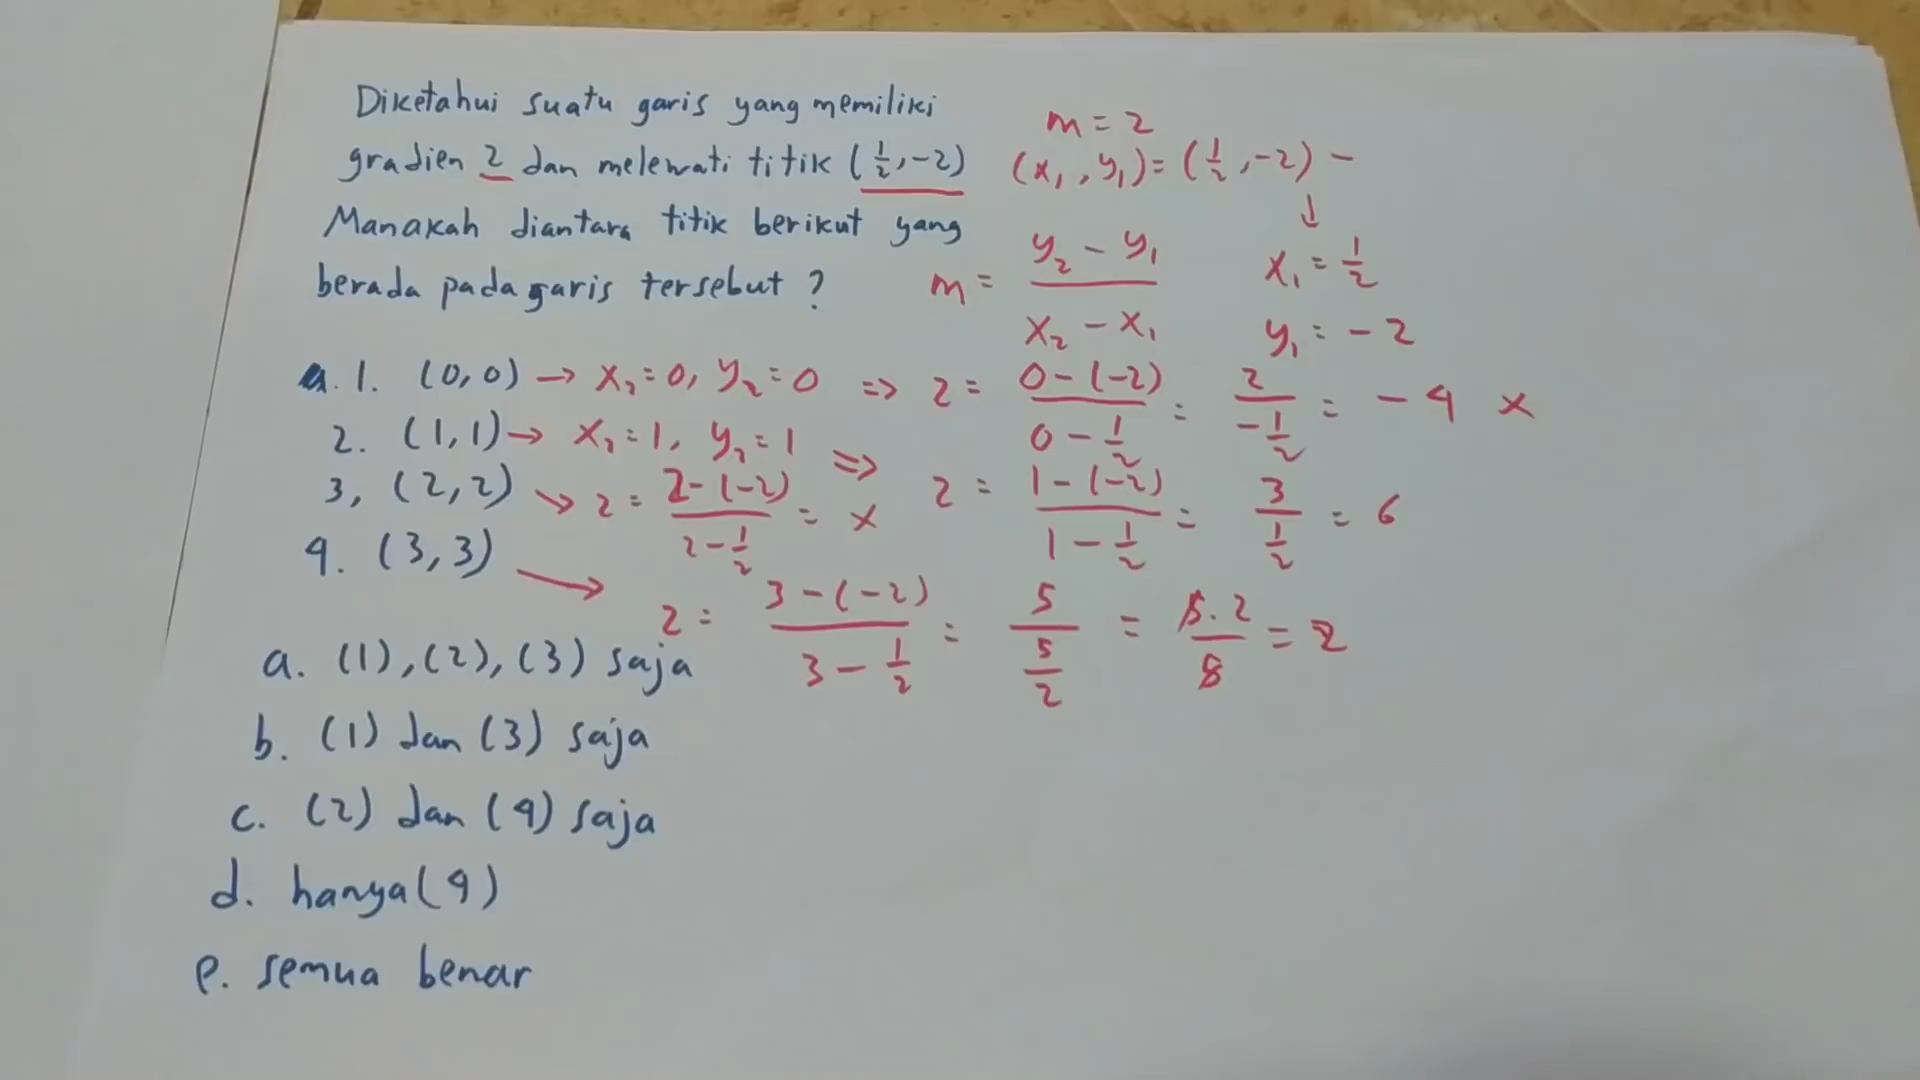 Diketahui suatu garis yang memiliki
gradien 2 dan melewati titik (1/2, -2)
Manakah diantara titik berikut yang
berada pada garis tersebut ?
m = 2
(x₁, y₁) = (1/2, -2) -
↓
x₁ = 1/2
y₁ = -2
m = (y₂ - y₁)/(x₂ - x₁)
1. (0,0) → x₂ = 0, y₂ = 0 => 2 = (0 - (-2))/(0 - 1/2) = 2/(-1/2) = -4 x
2. (1,1) → x₂ = 1, y₂ = 1 => 2 = (1 - (-2))/(1 - 1/2) = 3/(1/2) = 6
3, (2,2) → 2 = (2 - (-2))/(2 - 1/2) = x
4. (3,3) → 2 = (3 - (-2))/(3 - 1/2) = 5/(5/2) = 5.2/5 = 2
a. (1), (2), (3) saja
b. (1) dan (3) saja
c. (2) dan (4) saja
d. hanya (4)
e. semua benar